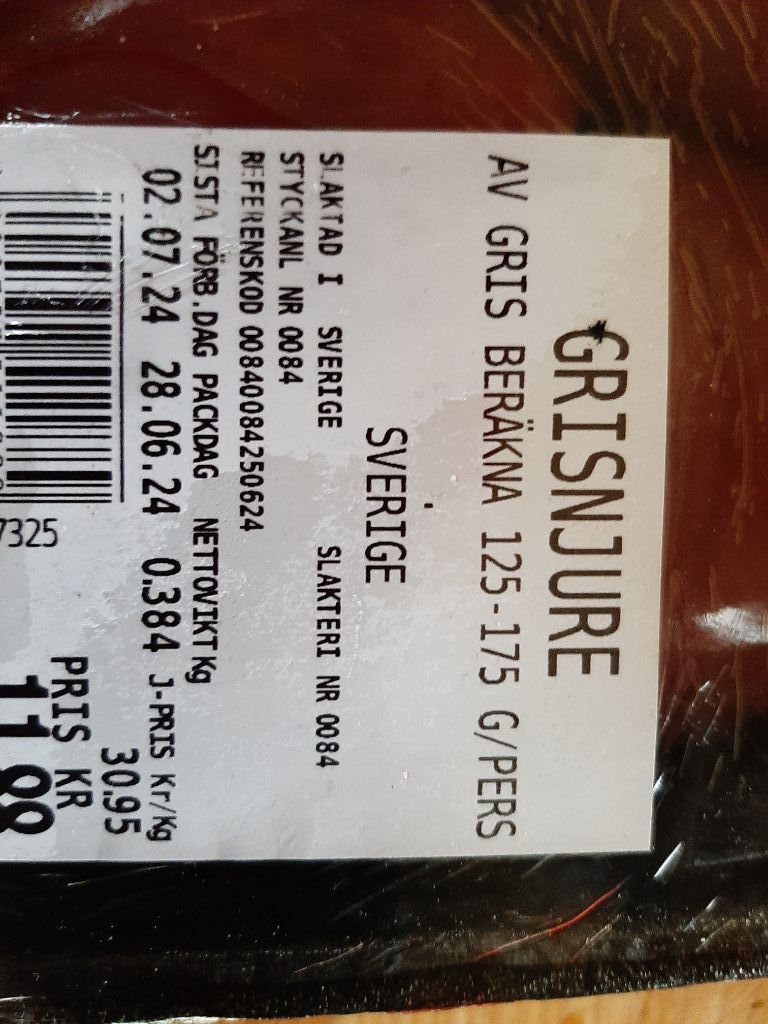 GRISNJURE
AV GRIS BERÄKNA 125-175 G/PERS
SVERIGE
SLAKTAD I SVERIGE SLAKTERI NR 0084
STYCKANL NR 0084
REFERENSKOD 0084084250624
SISTA FÖRB.DAG PACKDAG NETTOVIKT Kg J-PRIS Kr/Kg
02.07.24 28.06.24 0.384 30.95
PRIS KR
7325